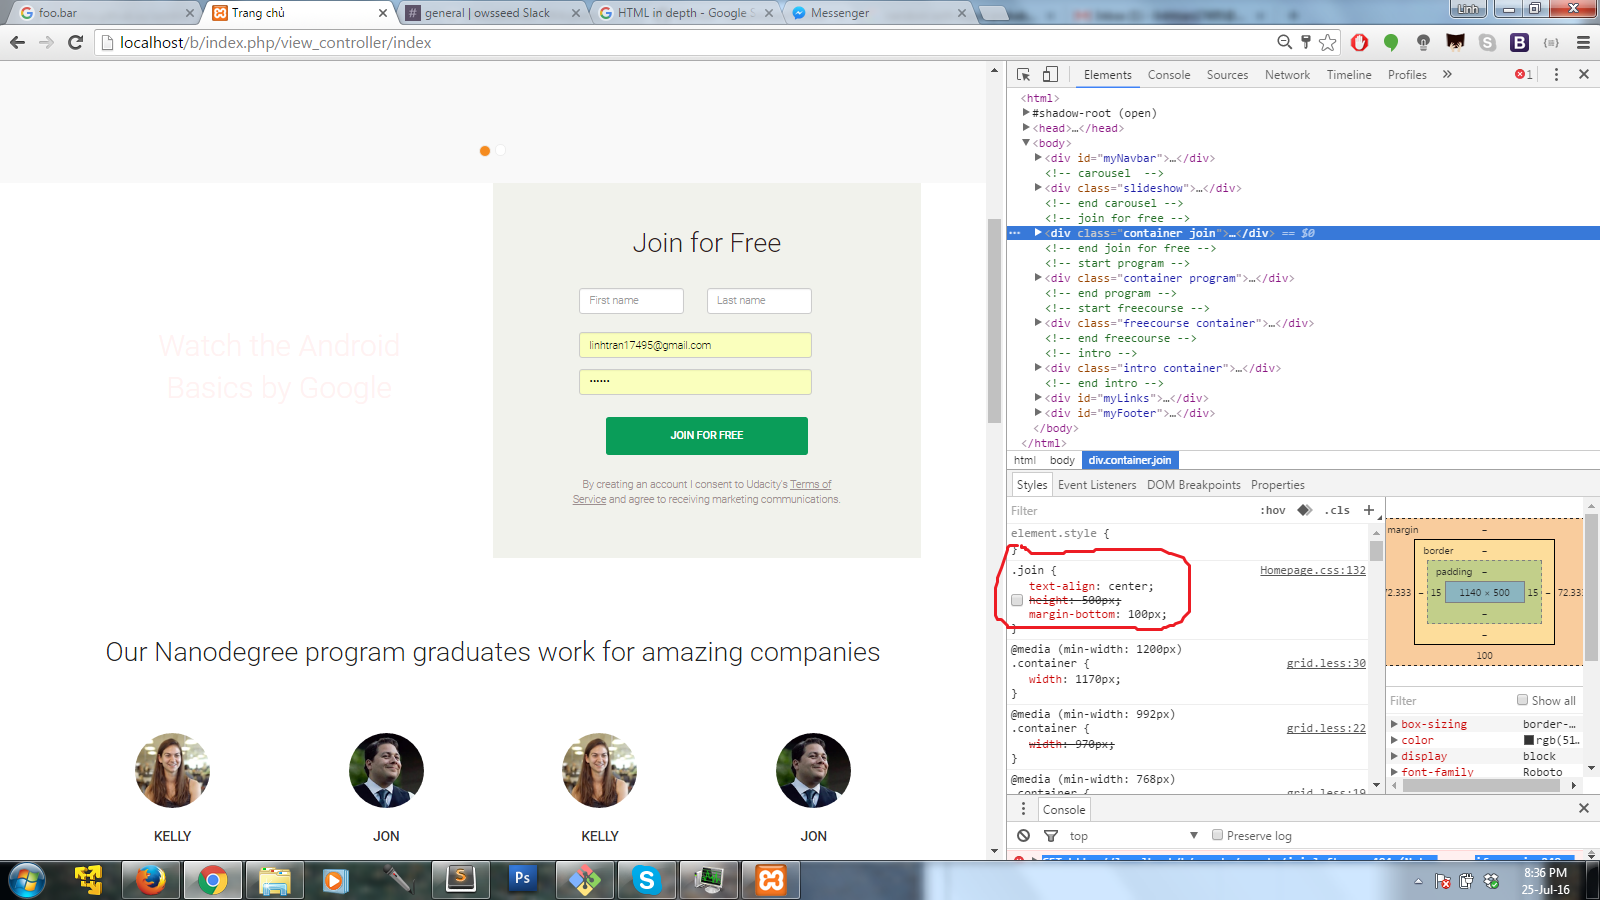 foo.bar
Trang chủ
general | owsseed Slack
HTML in depth - Google S
Messenger
Linh
localhost/b/index.php/view_controller/index
Elements Console Sources Network Timeline Profiles » 1
<html>
#shadow-root (open)
<head>…</head>
<body>
<div id="myNavbar">…</div>
<!-- carousel -->
<div class="slideshow">…</div>
<!-- end carousel -->
<!-- join for free -->
<div class="container join">…</div> == $0
<!-- end join for free -->
<!-- start program -->
<div class="container program">…</div>
<!-- end program -->
<!-- start freecourse -->
<div class="freecourse container">…</div>
<!-- end freecourse -->
<!-- intro -->
<div class="intro container">…</div>
<!-- end intro -->
<div id="myLinks">…</div>
<div id="myFooter">…</div>
</body>
</html>
html body div.container.join
Styles Event Listeners DOM Breakpoints Properties
Filter :hov .cls +
element.style {
}
.join { Homepage.css:132
text-align: center;
height: 500px;
margin-bottom: 100px;
}
@media (min-width: 1200px)
.container { grid.less:30
width: 1170px;
}
@media (min-width: 992px)
.container { grid.less:22
width: 970px;
}
@media (min-width: 768px)
.container { grid.less:19
margin –
border –
padding –
72.333 – 15 1140 × 500 15 – 72.333
–
–
100
Filter Show all
box-sizing border-…
color rgb(51…
display block
font-family Roboto
Console
top Preserve log
Join for Free
First name Last name
linhtran17495@gmail.com
••••••
JOIN FOR FREE
By creating an account I consent to Udacity's Terms of
Service and agree to receiving marketing communications.
Watch the Android
Basics by Google
Our Nanodegree program graduates work for amazing companies
KELLY JON KELLY JON
Ps
8:36 PM
25-Jul-16